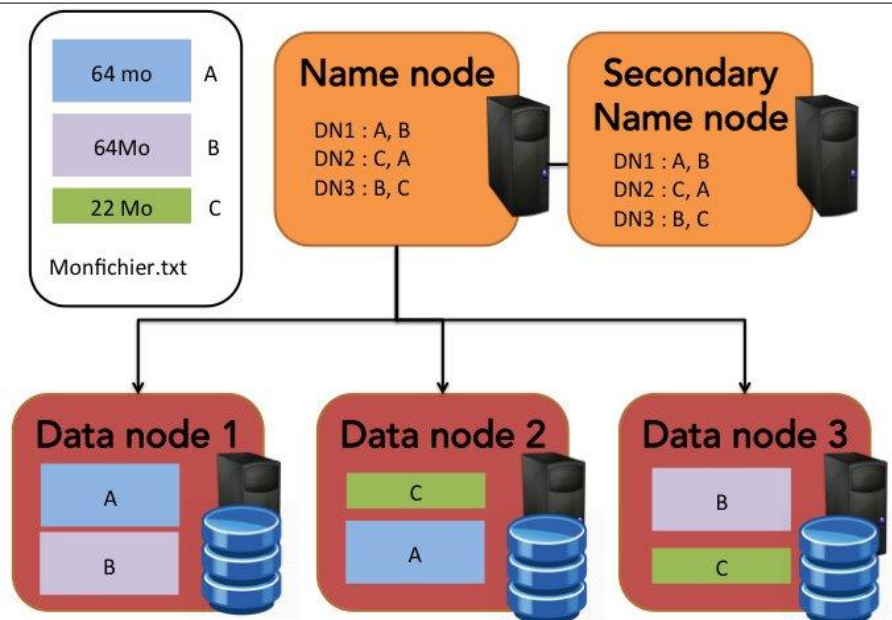 64 mo A
64Mo B
22 Mo C
Monfichier.txt
Name node
DN1 : A, B
DN2 : C, A
DN3 : B, C
Secondary
Name node
DN1 : A, B
DN2 : C, A
DN3 : B, C
Data node 1
A
B
Data node 2
C
A
Data node 3
B
C